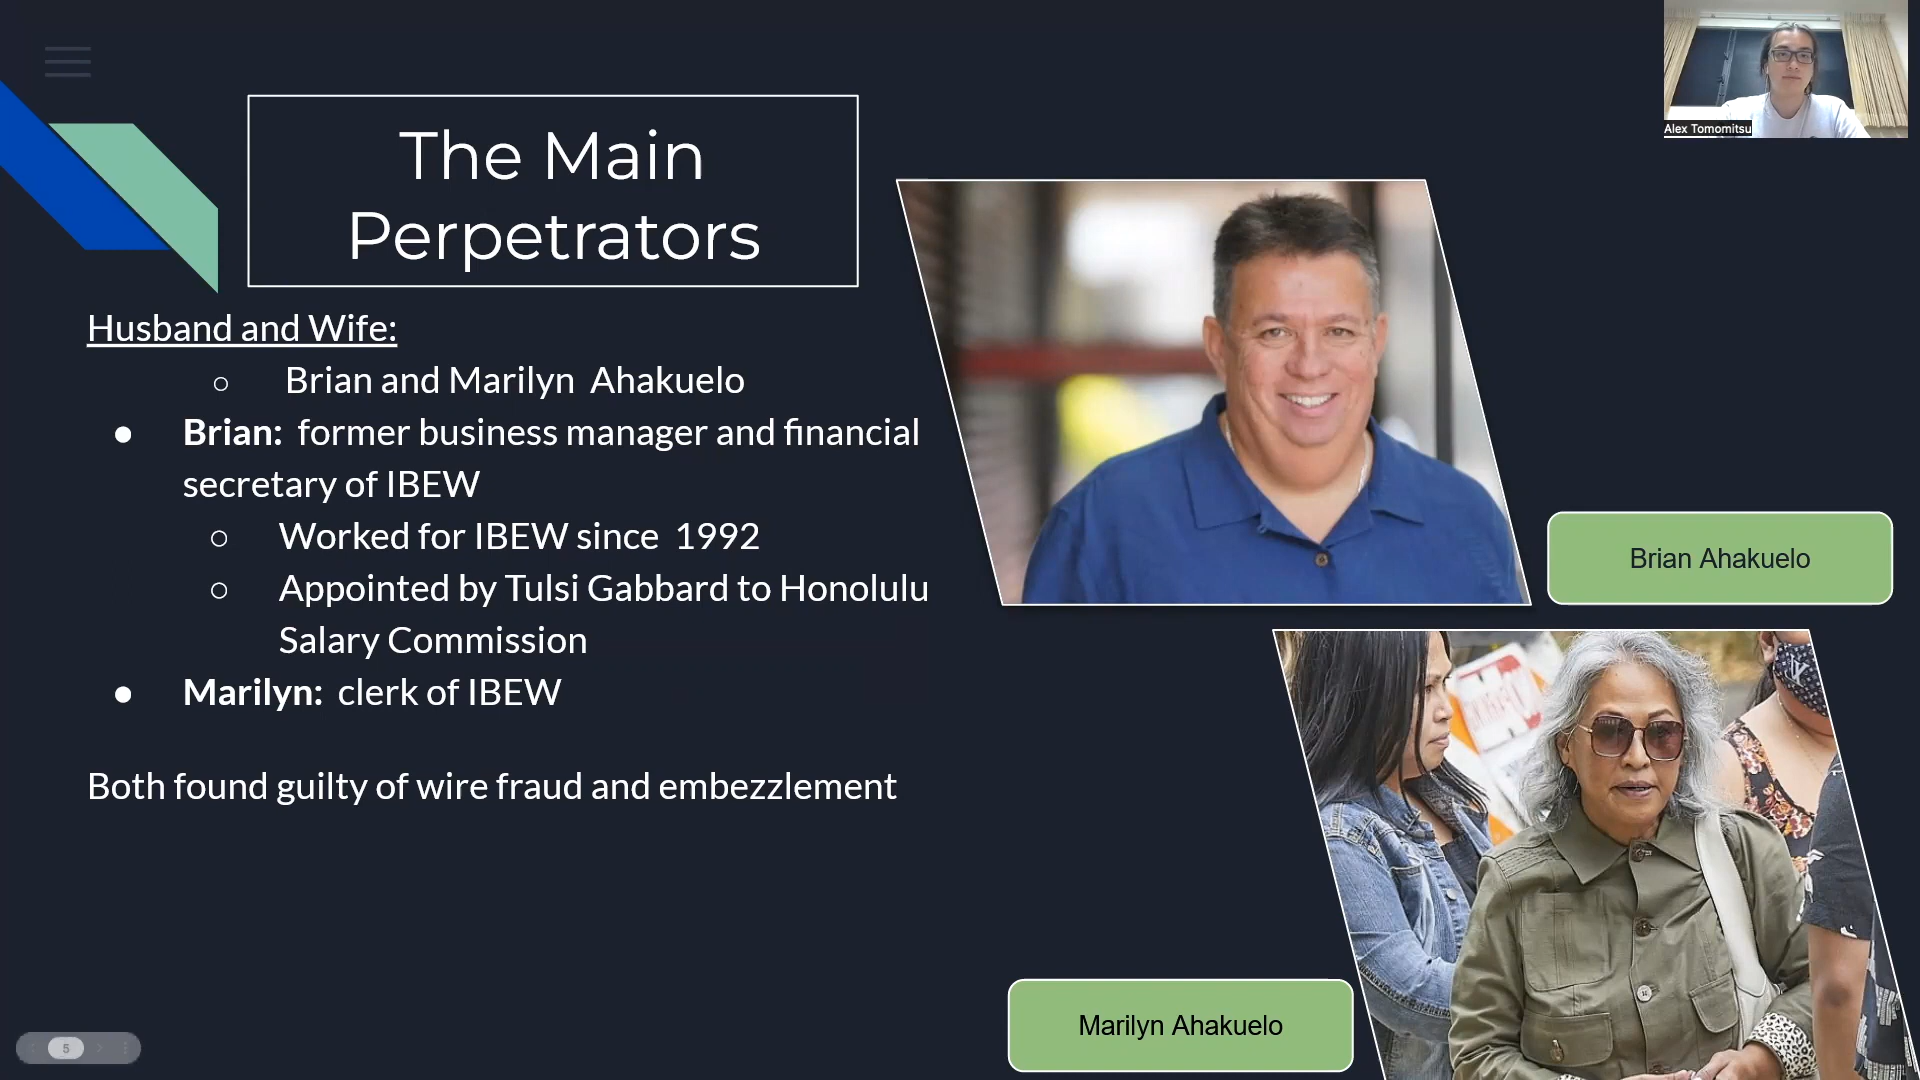 Alex Tomomitsu
The Main
Perpetrators
Husband and Wife:
○ Brian and Marilyn Ahakuelo
● Brian: former business manager and financial
secretary of IBEW
○ Worked for IBEW since 1992
○ Appointed by Tulsi Gabbard to Honolulu
Salary Commission
● Marilyn: clerk of IBEW
Both found guilty of wire fraud and embezzlement
Brian Ahakuelo
Marilyn Ahakuelo
5